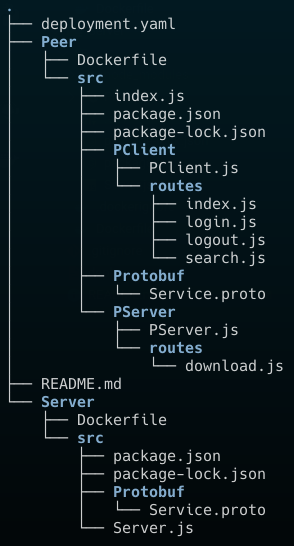 .
├── deployment.yaml
├── Peer
│   ├── Dockerfile
│   └── src
│       ├── index.js
│       ├── package.json
│       ├── package-lock.json
│       ├── PClient
│       │   ├── PClient.js
│       │   └── routes
│       │       ├── index.js
│       │       ├── login.js
│       │       ├── logout.js
│       │       └── search.js
│       ├── Protobuf
│       │   └── Service.proto
│       └── PServer
│           ├── PServer.js
│           └── routes
│               └── download.js
├── README.md
└── Server
    ├── Dockerfile
    └── src
        ├── package.json
        ├── package-lock.json
        ├── Protobuf
        │   └── Service.proto
        └── Server.js